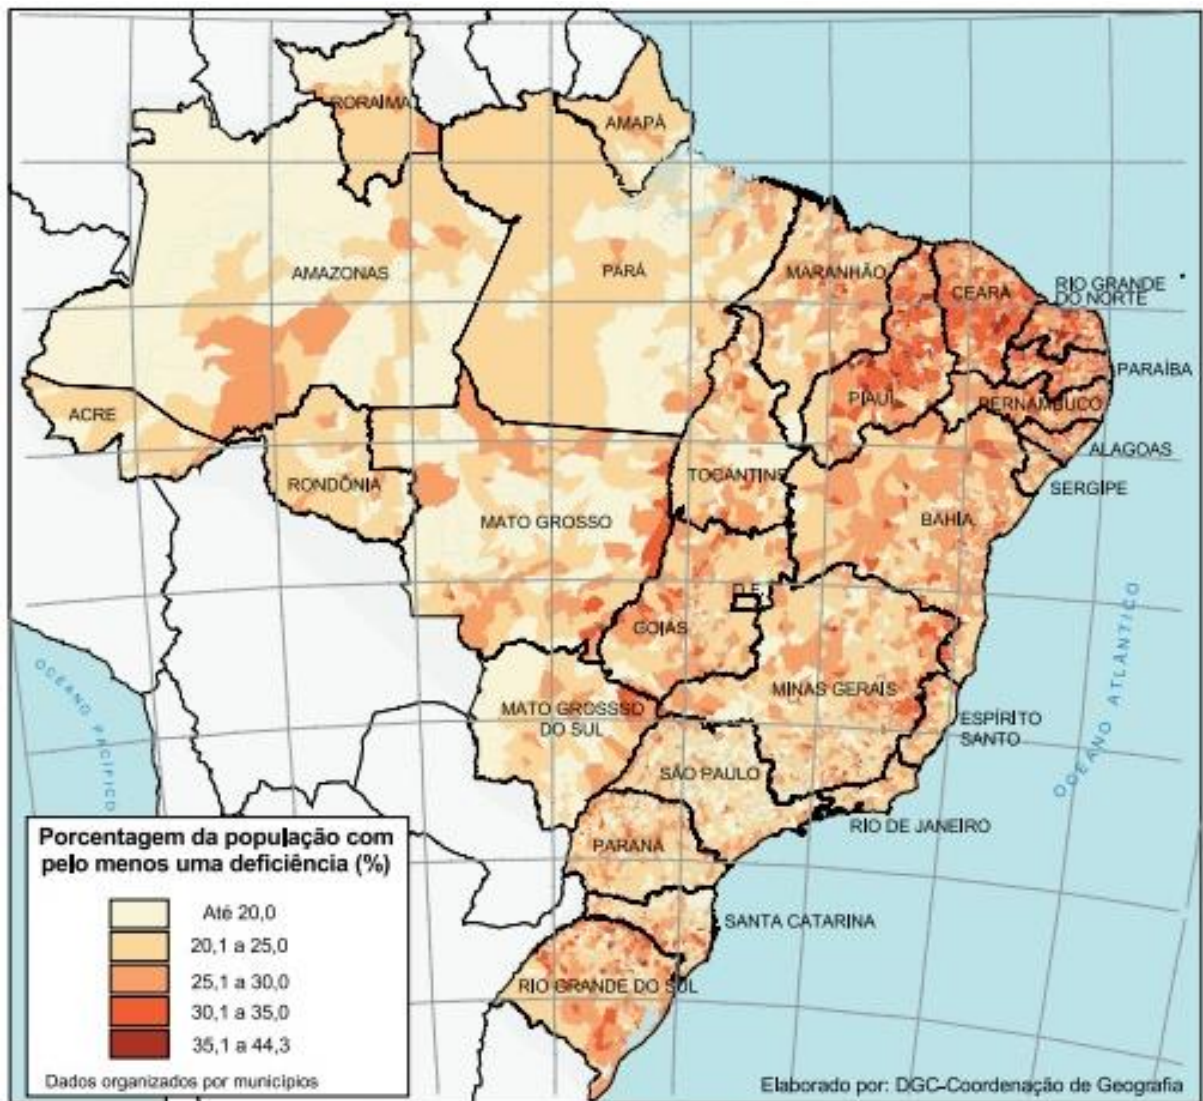 RORAIMA
AMAPÁ
AMAZONAS
PARÁ
MARANHÃO
CEARÁ
RIO GRANDE
DO NORTE
PARAÍBA
ACRE
PIAUÍ
PERNAMBUCO
ALAGOAS
TOCANTINS
SERGIPE
RONDÔNIA
MATO GROSSO
BAHIA
D.F.
GOIÁS
OCEANO PACÍFICO
OCEANO ATLÂNTICO
MINAS GERAIS
MATO GROSSSO
DO SUL
ESPÍRITO
SANTO
SÃO PAULO
RIO DE JANEIRO
PARANÁ
SANTA CATARINA
RIO GRANDE DO SUL
Porcentagem da população com
pelo menos uma deficiência (%)
Até 20,0
20,1 a 25,0
25,1 a 30,0
30,1 a 35,0
35,1 a 44,3
Dados organizados por municípios
Elaborado por: DGC-Coordenação de Geografia